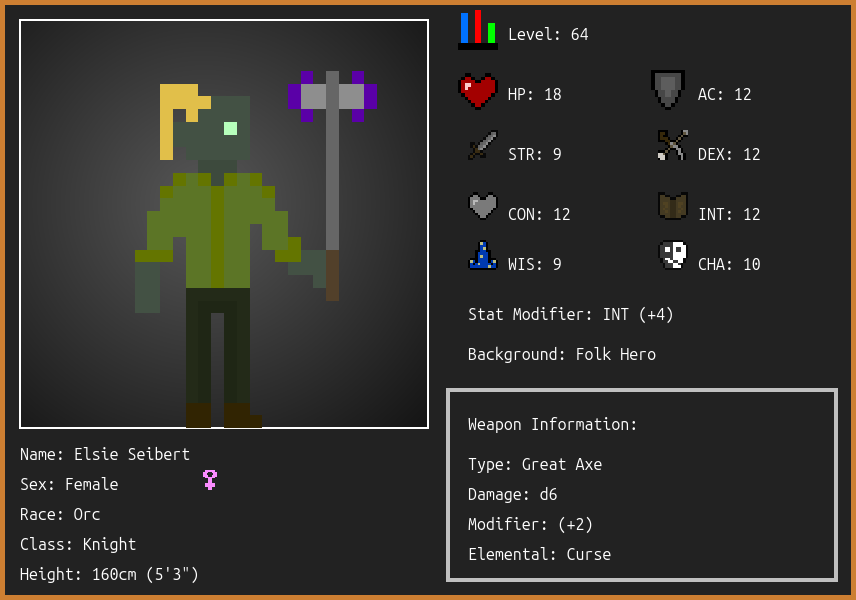 Level: 64
HP: 18
AC: 12
STR: 9
DEX: 12
CON: 12
INT: 12
WIS: 9
CHA: 10
Stat Modifier: INT (+4)
Background: Folk Hero
Weapon Information:
Type: Great Axe
Damage: d6
Modifier: (+2)
Elemental: Curse
Name: Elsie Seibert
Sex: Female
Race: Orc
Class: Knight
Height: 160cm (5'3")